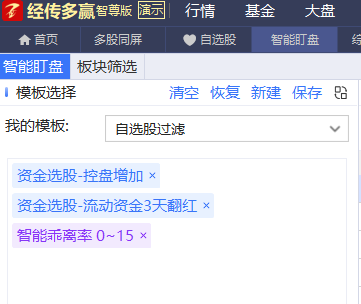 经传多赢 智尊版 演示 行情 基金 大盘
首页 多股同屏 自选股 智能盯盘
智能盯盘 板块筛选
模板选择 清空 恢复 新建 保存
我的模板: 自选股过滤
资金选股-控盘增加 ×
资金选股-流动资金3天翻红 ×
智能乖离率 0~15 ×